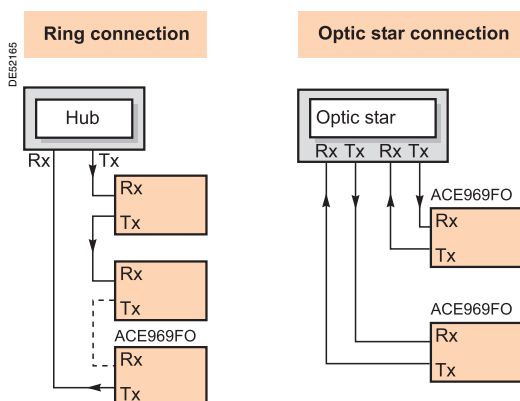 Ring connection
Optic star connection
DE52165
Hub
Rx Tx
Rx
Tx
Rx
Tx
ACE969FO
Rx
Tx
Optic star
Rx Tx Rx Tx
ACE969FO
Rx
Tx
ACE969FO
Rx
Tx